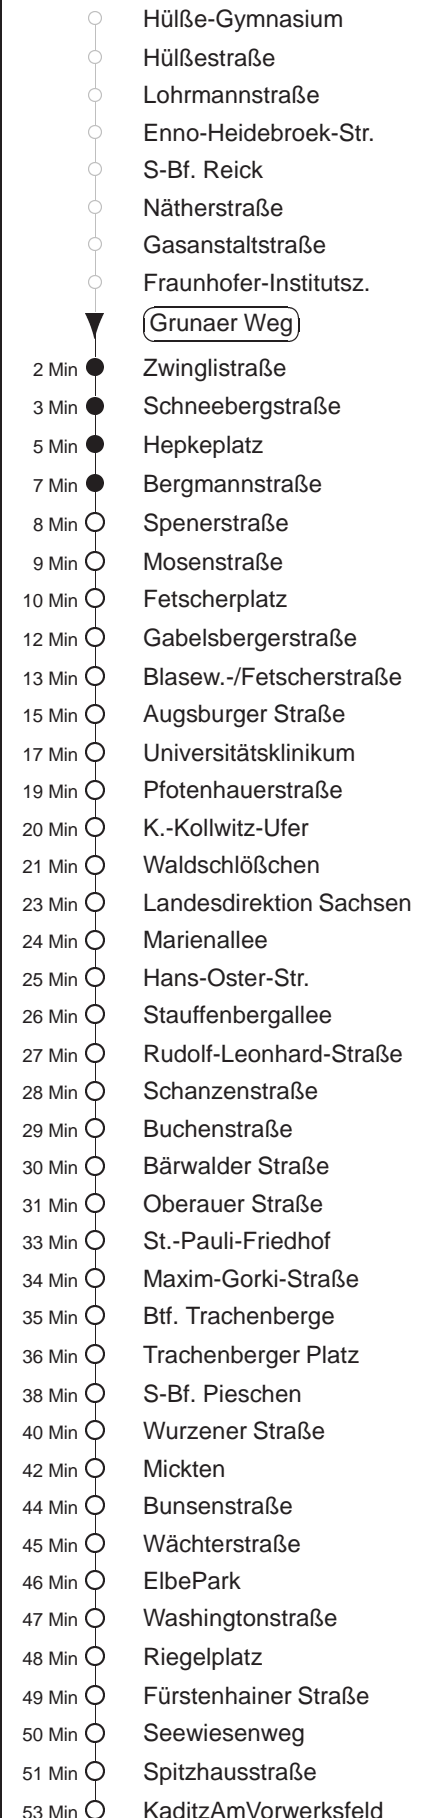 Hülße-Gymnasium
Hülßestraße
Lohrmannstraße
Enno-Heidebroek-Str.
S-Bf. Reick
Nätherstraße
Gasanstaltstraße
Fraunhofer-Institutsz.
Grunaer Weg
2 Min Zwinglistraße
3 Min Schneebergstraße
5 Min Hepkeplatz
7 Min Bergmannstraße
8 Min Spenerstraße
9 Min Mosenstraße
10 Min Fetscherplatz
12 Min Gabelsbergerstraße
13 Min Blasew.-/Fetscherstraße
15 Min Augsburger Straße
17 Min Universitätsklinikum
19 Min Pfotenhauerstraße
20 Min K.-Kollwitz-Ufer
21 Min Waldschlößchen
23 Min Landesdirektion Sachsen
24 Min Marienallee
25 Min Hans-Oster-Str.
26 Min Stauffenbergallee
27 Min Rudolf-Leonhard-Straße
28 Min Schanzenstraße
29 Min Buchenstraße
30 Min Bärwalder Straße
31 Min Oberauer Straße
33 Min St.-Pauli-Friedhof
34 Min Maxim-Gorki-Straße
35 Min Btf. Trachenberge
36 Min Trachenberger Platz
38 Min S-Bf. Pieschen
40 Min Wurzener Straße
42 Min Mickten
44 Min Bunsenstraße
45 Min Wächterstraße
46 Min ElbePark
47 Min Washingtonstraße
48 Min Riegelplatz
49 Min Fürstenhainer Straße
50 Min Seewiesenweg
51 Min Spitzhausstraße
53 Min KaditzAmVorwerksfeld